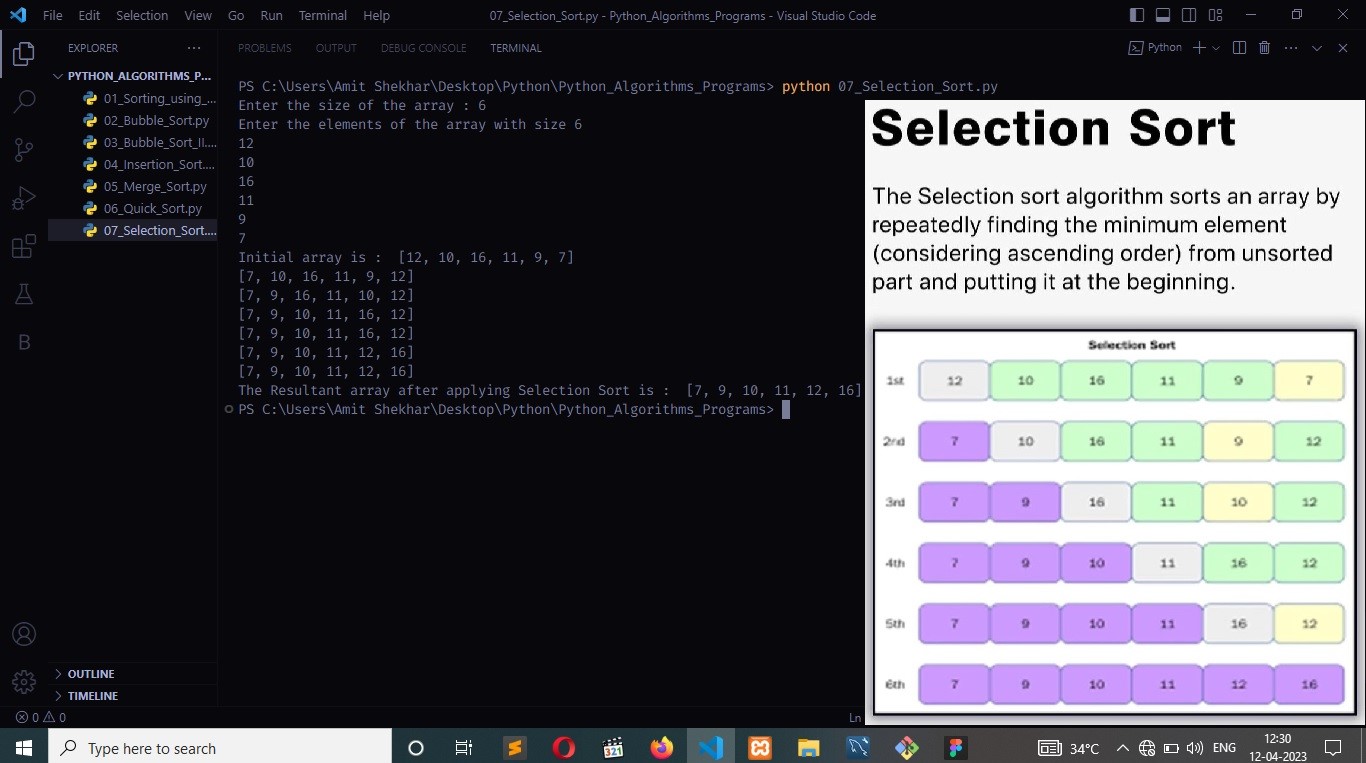 File Edit Selection View Go Run Terminal Help 07_Selection_Sort.py - Python_Algorithms_Programs - Visual Studio Code
EXPLORER ...
PYTHON_ALGORITHMS_P...
01_Sorting_using_...
02_Bubble_Sort.py
03_Bubble_Sort_II....
04_Insertion_Sort....
05_Merge_Sort.py
06_Quick_Sort.py
07_Selection_Sort....
B
OUTLINE
TIMELINE
PROBLEMS OUTPUT DEBUG CONSOLE TERMINAL Python
PS C:\Users\Amit Shekhar\Desktop\Python\Python_Algorithms_Programs> python 07_Selection_Sort.py
Enter the size of the array : 6
Enter the elements of the array with size 6
12
10
16
11
9
7
Initial array is :  [12, 10, 16, 11, 9, 7]
[7, 10, 16, 11, 9, 12]
[7, 9, 16, 11, 10, 12]
[7, 9, 10, 11, 16, 12]
[7, 9, 10, 11, 16, 12]
[7, 9, 10, 11, 12, 16]
[7, 9, 10, 11, 12, 16]
The Resultant array after applying Selection Sort is :  [7, 9, 10, 11, 12, 16]
PS C:\Users\Amit Shekhar\Desktop\Python\Python_Algorithms_Programs>
Selection Sort
The Selection sort algorithm sorts an array by
repeatedly finding the minimum element
(considering ascending order) from unsorted
part and putting it at the beginning.
Selection Sort
1st 12 10 16 11 9 7
2nd 7 10 16 11 9 12
3rd 7 9 16 11 10 12
4th 7 9 10 11 16 12
5th 7 9 10 11 16 12
6th 7 9 10 11 12 16
0 0 Ln
Type here to search 321 34°C ENG 12:30
12-04-2023